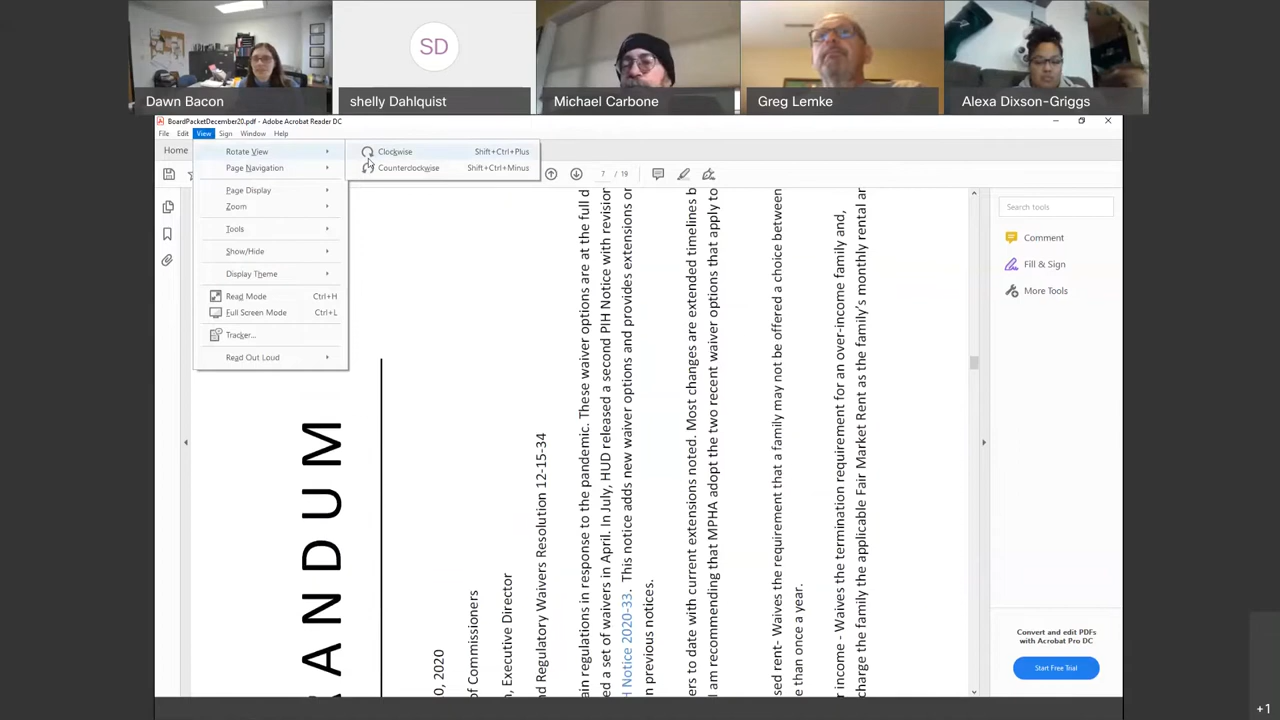 SD
Dawn Bacon
shelly Dahlquist
Michael Carbone
Greg Lemke
Alexa Dixson-Griggs
BoardPacketDecember20.pdf - Adobe Acrobat Reader DC
File Edit View Sign Window Help
Home
Rotate View
Page Navigation
Page Display
Zoom
Tools
Show/Hide
Display Theme
Read Mode Ctrl+H
Full Screen Mode Ctrl+L
Tracker...
Read Out Loud
Clockwise Shift+Ctrl+Plus
Counterclockwise Shift+Ctrl+Minus
7 / 19
Search tools
Comment
Fill & Sign
More Tools
Convert and edit PDFs
with Acrobat Pro DC
Start Free Trial
ANDUM
0, 2020
of Commissioners
, Executive Director
nd Regulatory Waivers Resolution 12-15-34
ain regulations in response to the pandemic. These waiver options are at the full d
ed a set of waivers in April. In July, HUD released a second PIH Notice with revision
H Notice 2020-33. This notice adds new waiver options and provides extensions or
n previous notices.
ers to date with current extensions noted. Most changes are extended timelines b
I am recommending that MPHA adopt the two recent waiver options that apply to
sed rent- Waives the requirement that a family may not be offered a choice between
e than once a year.
r income - Waives the termination requirement for an over-income family and,
charge the family the applicable Fair Market Rent as the family's monthly rental ar
+1